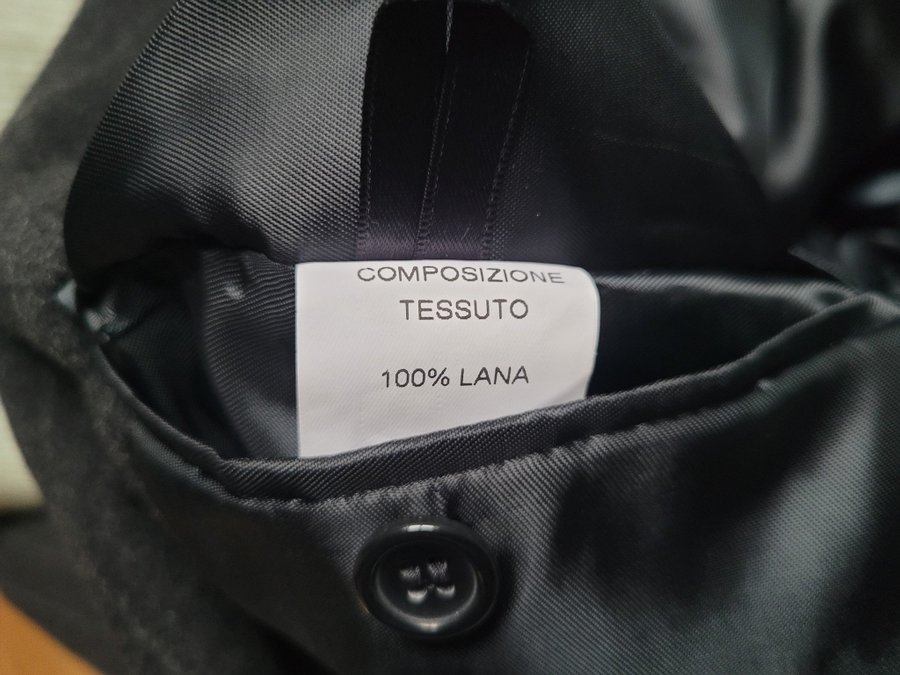 COMPOSIZIONE
TESSUTO
100% LANA